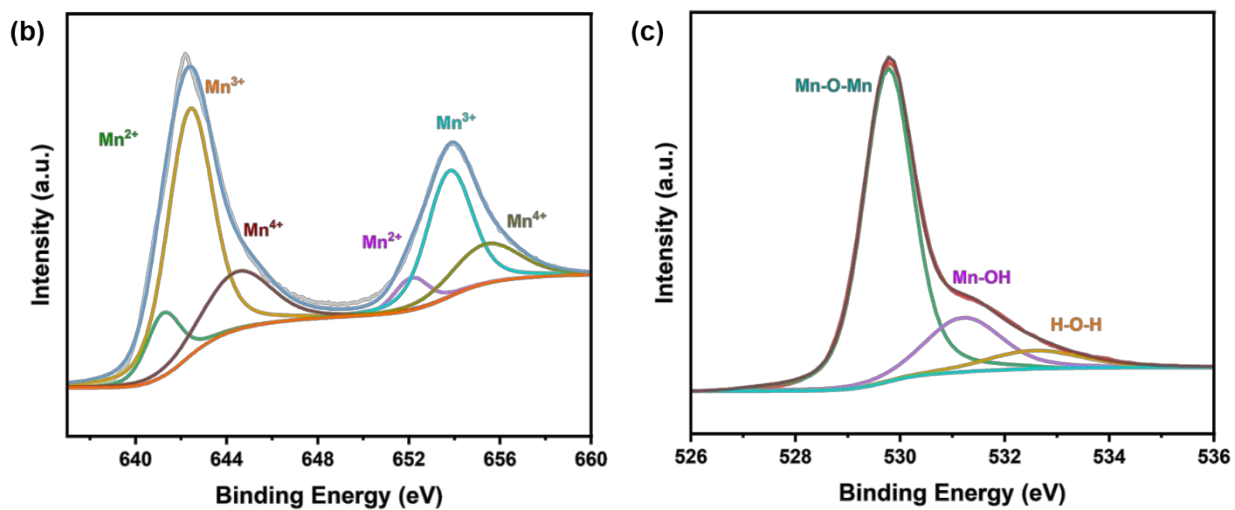 (b)
Mn³⁺
Mn²⁺
Mn⁴⁺
Mn³⁺
Mn²⁺
Mn⁴⁺
Intensity (a.u.)
640 644 648 652 656 660
Binding Energy (eV)
(c)
Mn-O-Mn
Mn-OH
H-O-H
Intensity (a.u.)
526 528 530 532 534 536
Binding Energy (eV)